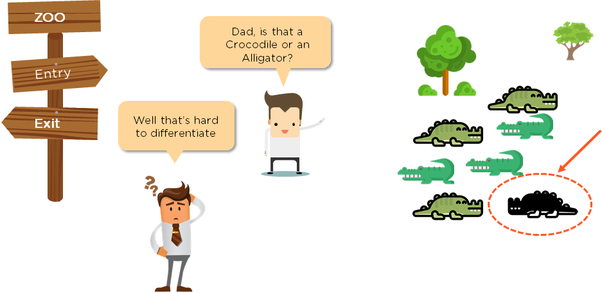 ZOO
Entry
Exit
Dad, is that a
Crocodile or an
Alligator?
Well that's hard
to differentiate
???